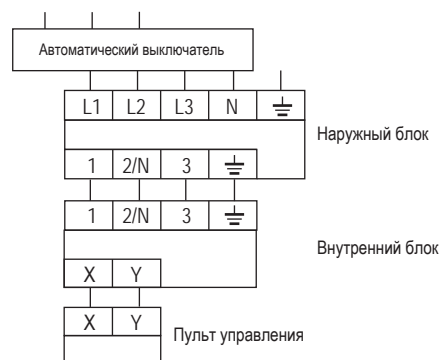 Автоматический выключатель
L1 L2 L3 N
Наружный блок
1 2/N 3
1 2/N 3
Внутренний блок
X Y
X Y
Пульт управления